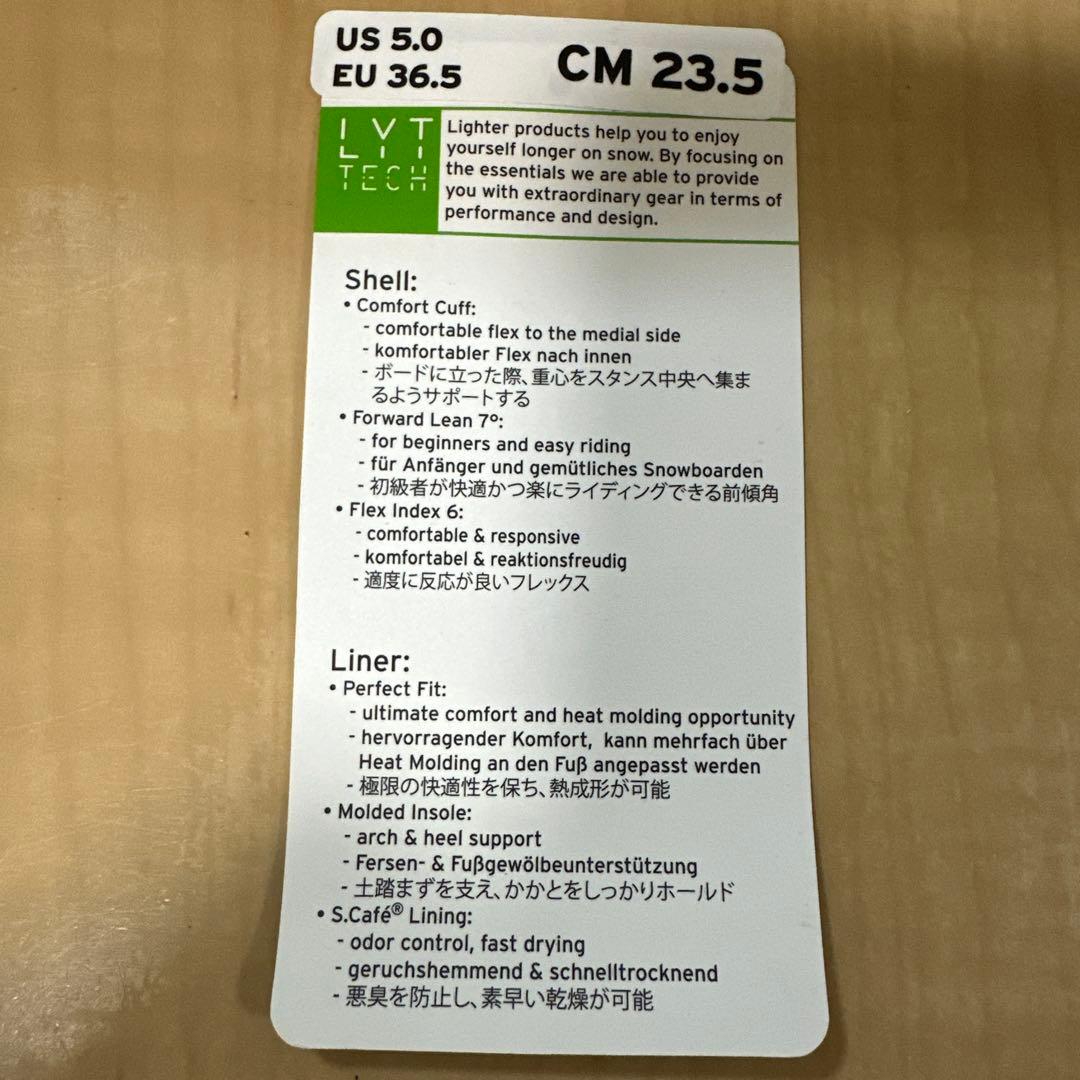 US 5.0
EU 36.5
CM 23.5
LYT
TECH
Lighter products help you to enjoy
yourself longer on snow. By focusing on
the essentials we are able to provide
you with extraordinary gear in terms of
performance and design.
Shell:
• Comfort Cuff:
- comfortable flex to the medial side
- komfortabler Flex nach innen
- ボードに立った際、重心をスタンス中央へ集ま
るようサポートする
• Forward Lean 7°:
- for beginners and easy riding
- für Anfänger und gemütliches Snowboarden
- 初級者が快適かつ楽にライディングできる前傾角
• Flex Index 6:
- comfortable & responsive
- komfortabel & reaktionsfreudig
- 適度に反応が良いフレックス
Liner:
• Perfect Fit:
- ultimate comfort and heat molding opportunity
- hervorragender Komfort, kann mehrfach über
Heat Molding an den Fuß angepasst werden
- 極限の快適性を保ち、熱成形が可能
• Molded Insole:
- arch & heel support
- Fersen- & Fußgewölbeunterstützung
- 土踏まずを支え、かかとをしっかりホールド
• S.Café® Lining:
- odor control, fast drying
- geruchshemmend & schnelltrocknend
- 悪臭を防止し、素早い乾燥が可能